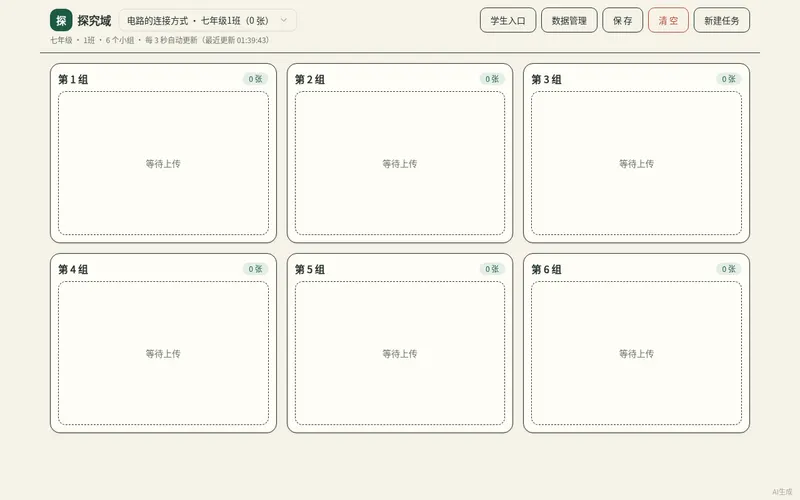 探 探究域 电路的连接方式 · 七年级1班（0 张） 学生入口 数据管理 保 存 清 空 新建任务
七年级 · 1班 · 6 个小组 · 每 3 秒自动更新（最近更新 01:39:43）
第 1 组 0 张 第 2 组 0 张 第 3 组 0 张
等待上传 等待上传 等待上传
第 4 组 0 张 第 5 组 0 张 第 6 组 0 张
等待上传 等待上传 等待上传
AI生成